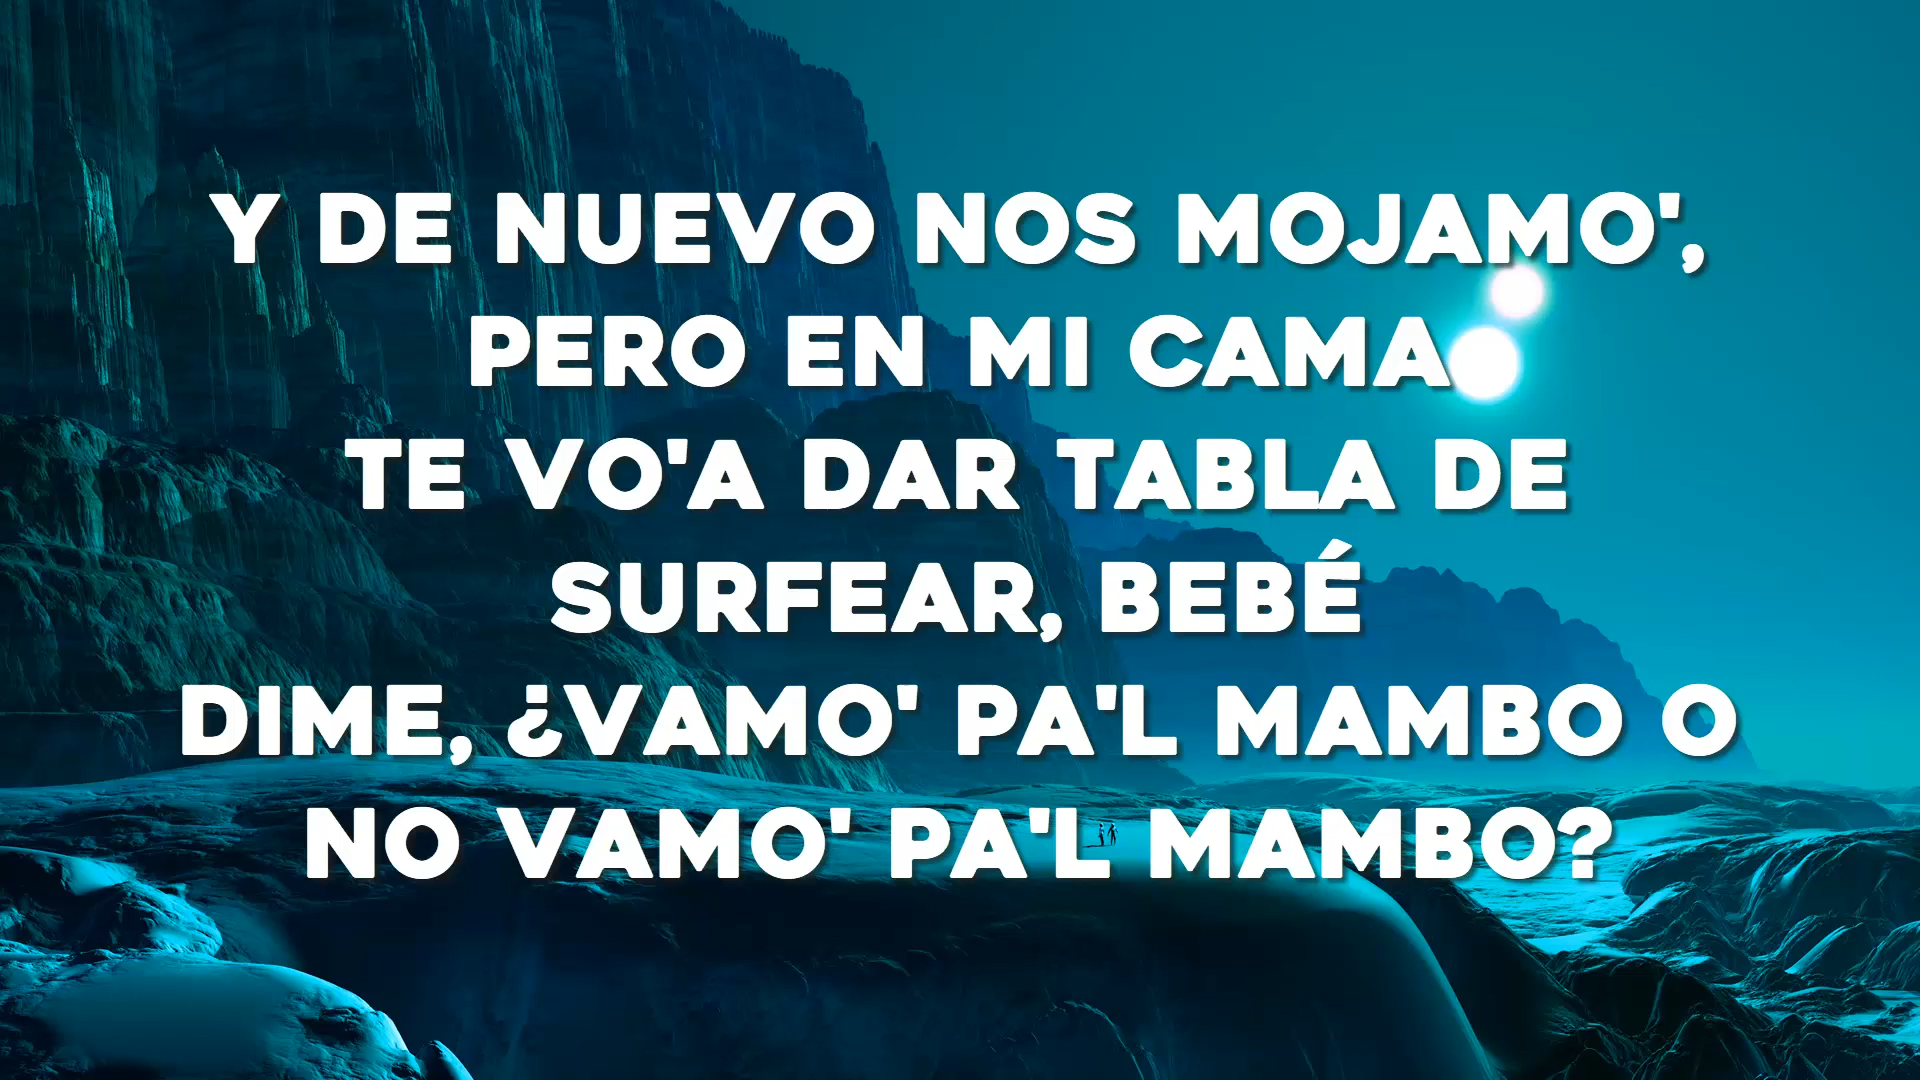 Y DE NUEVO NOS MOJAMO',
PERO EN MI CAMA
TE VO'A DAR TABLA DE
SURFEAR, BEBÉ
DIME, ¿VAMO' PA'L MAMBO O
NO VAMO' PA'L MAMBO?